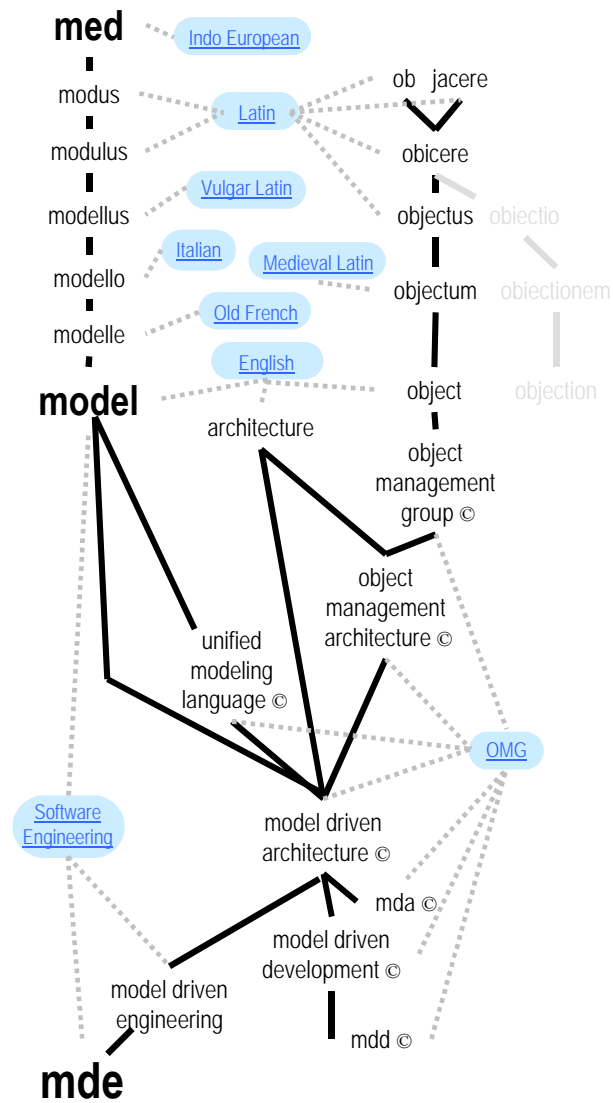 med
Indo European
ob jacere
modus
Latin
modulus
obicere
Vulgar Latin
modellus
objectus
obiectio
Italian
Medieval Latin
modello
objectum
obiectionem
Old French
modelle
English
model
object
objection
architecture
object
management
group ©
object
management
architecture ©
unified
modeling
language ©
OMG
Software
Engineering
model driven
architecture ©
mda ©
model driven
development ©
model driven
engineering
mdd ©
mde